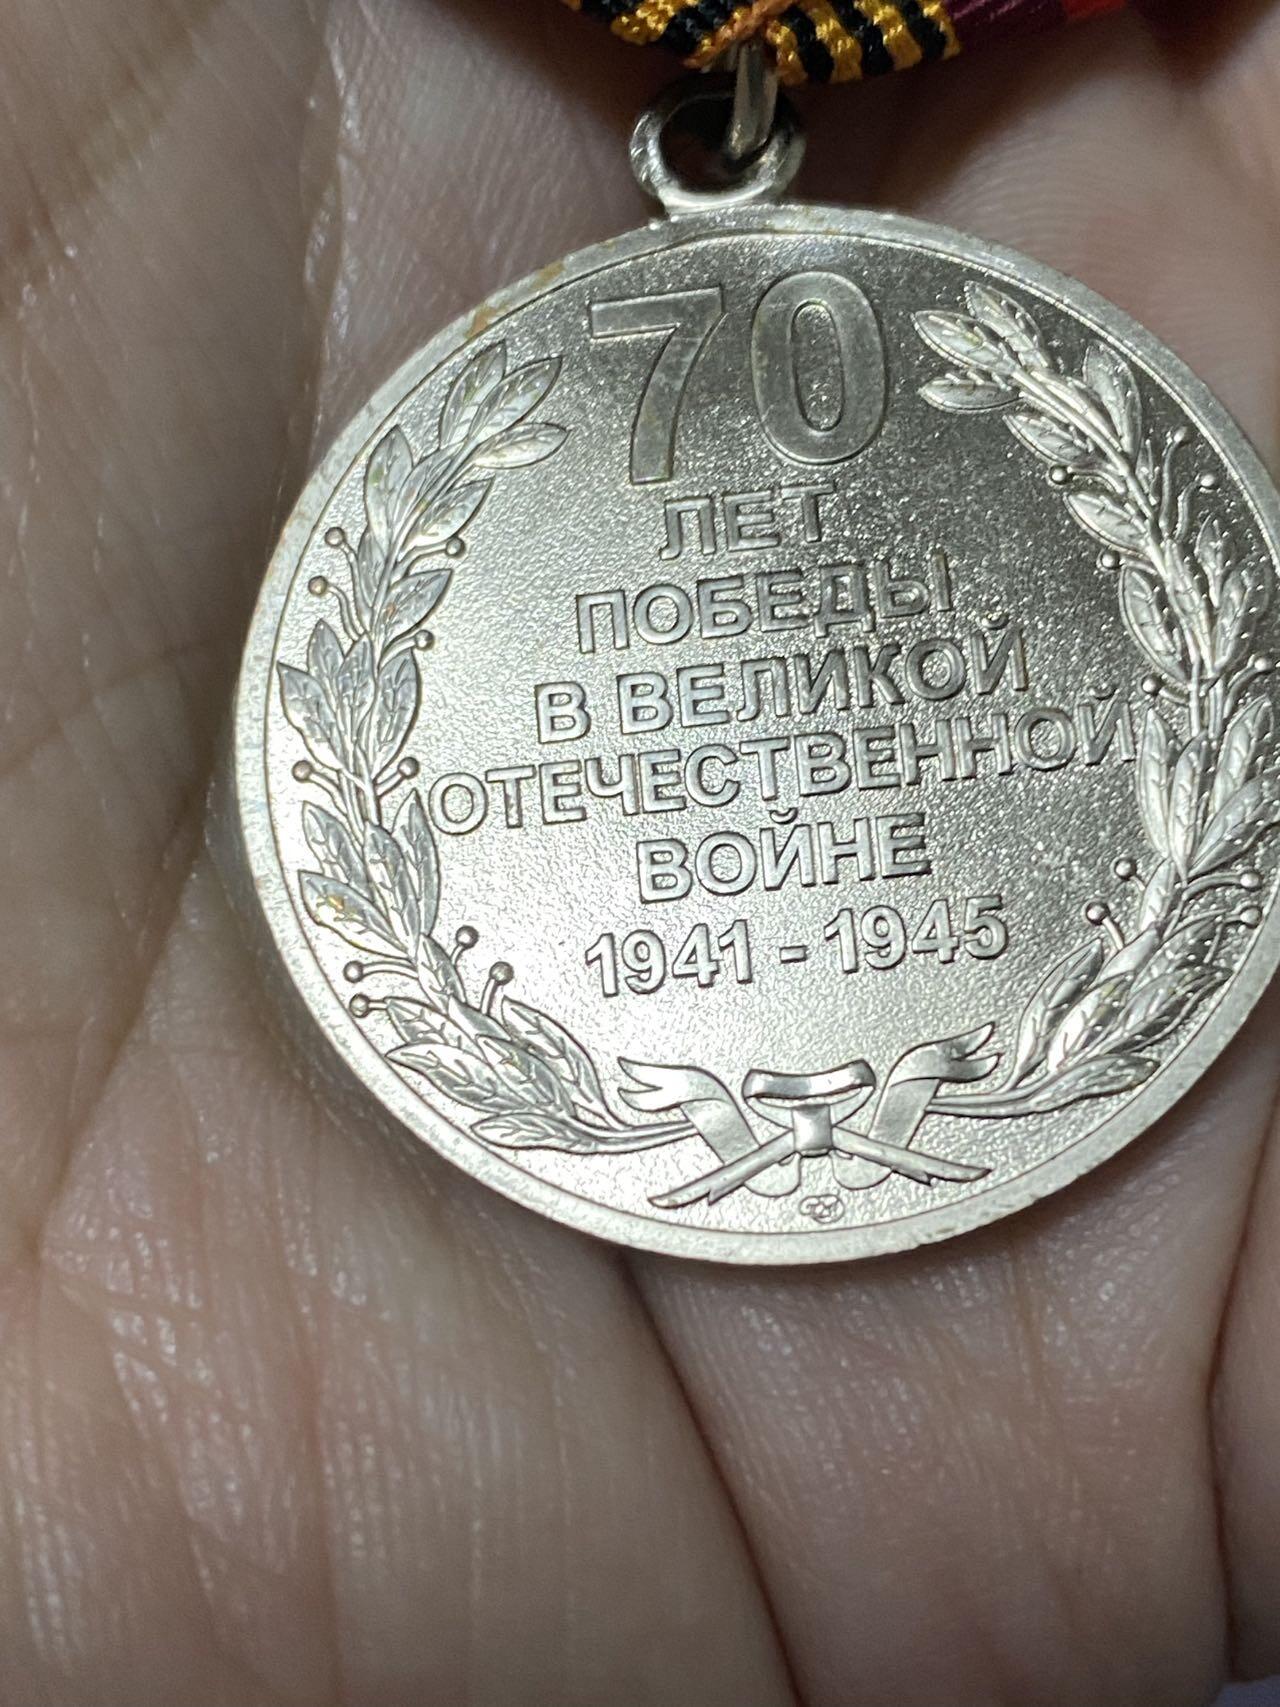 70
ЛЕТ
ПОБЕДЫ
В ВЕЛИКОЙ
ОТЕЧЕСТВЕННОЙ
ВОЙНЕ
1941 - 1945